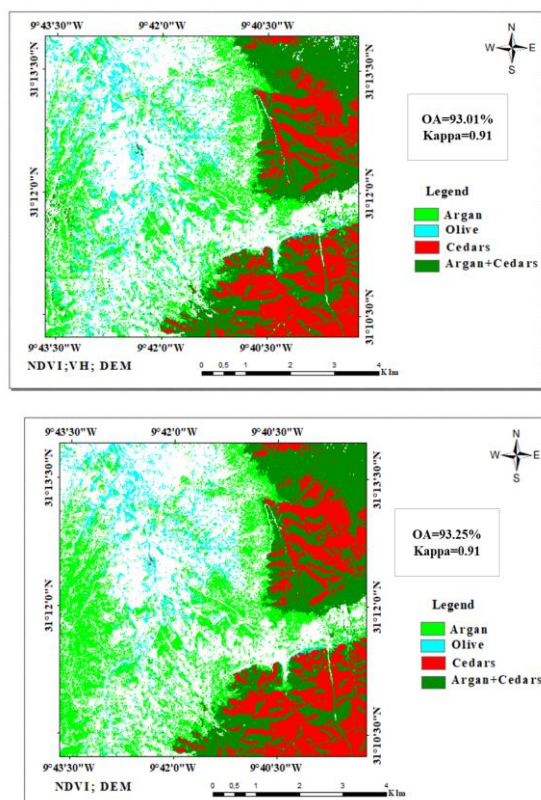 9°43'30"W 9°42'0"W 9°40'30"W
N
W E
S
31°13'30"N 31°13'30"N
OA=93.01%
Kappa=0.91
31°12'0"N 31°12'0"N
Legend
Argan
Olive
Cedars
Argan+Cedars
31°10'30"N 31°10'30"N
9°43'30"W 9°42'0"W 9°40'30"W
NDVI;VH; DEM
0 0,5 1 2 3 4
Klm
9°43'30"W 9°42'0"W 9°40'30"W
N
W E
S
31°13'30"N 31°13'30"N
OA=93.25%
Kappa=0.91
31°12'0"N 31°12'0"N
Legend
Argan
Olive
Cedars
Argan+Cedars
31°10'30"N 31°10'30"N
9°43'30"W 9°42'0"W 9°40'30"W
NDVI; DEM
0 0,5 1 2 3 4
Klm